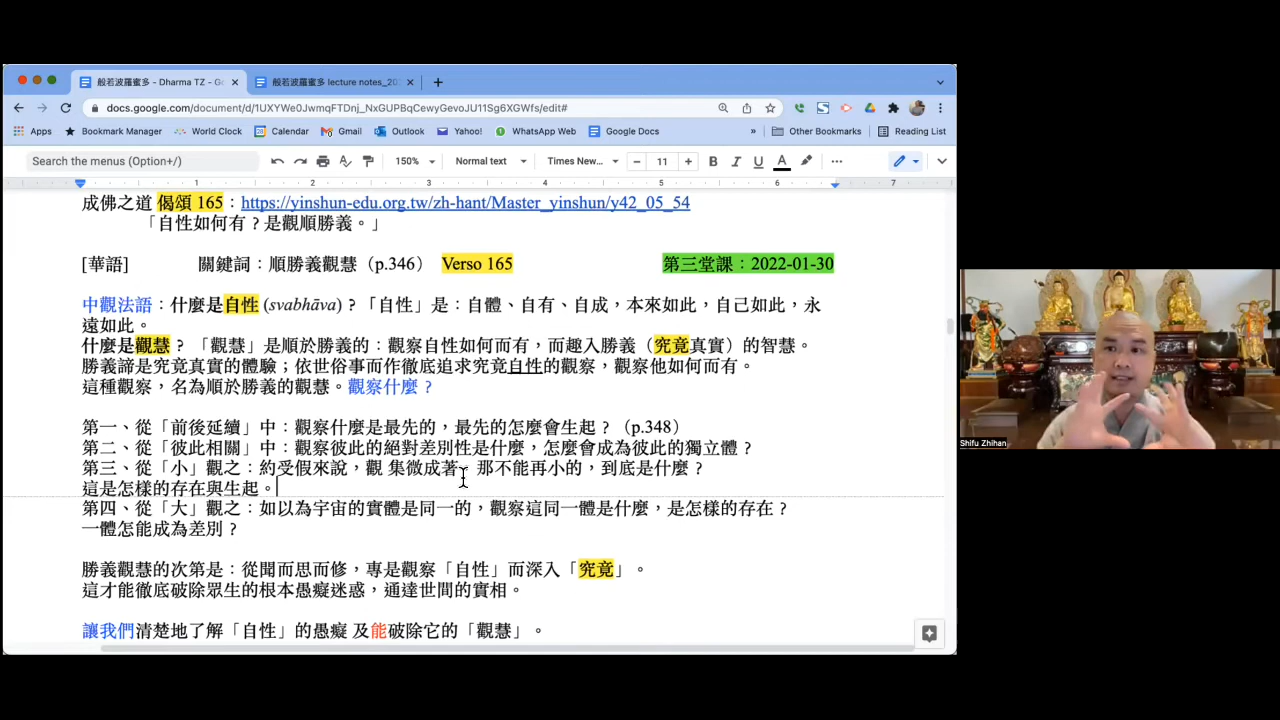 般若波羅蜜多 - Dharma TZ - Go
般若波羅蜜多 lecture notes_20
docs.google.com/document/d/1UXYWe0JwmqFTDnj_NxGUPBqCewyGevoJU11Sg6XGWfs/edit#
Apps Bookmark Manager World Clock Calendar Gmail Outlook Yahoo! WhatsApp Web Google Docs » Other Bookmarks Reading List
Search the menus (Option+/) 150% Normal text Times New... 11 B I U A
1 2 3 4 5 6 7
成佛之道 偈頌 165：https://yinshun-edu.org.tw/zh-hant/Master_yinshun/y42_05_54
「自性如何有？是觀順勝義。」
[華語] 關鍵詞：順勝義觀慧（p.346） Verso 165 第三堂課：2022-01-30
中觀法語：什麼是自性 (svabhāva)？「自性」是：自體、自有、自成，本來如此，自己如此，永
遠如此。
什麼是觀慧？「觀慧」是順於勝義的：觀察自性如何而有，而趣入勝義（究竟真實）的智慧。
勝義諦是究竟真實的體驗；依世俗事而作徹底追求究竟自性的觀察，觀察他如何而有。
這種觀察，名為順於勝義的觀慧。觀察什麼？
第一、從「前後延續」中：觀察什麼是最先的，最先的怎麼會生起？（p.348）
第二、從「彼此相關」中：觀察彼此的絕對差別性是什麼，怎麼會成為彼此的獨立體？
第三、從「小」觀之：約受假來說，觀 集微成著， 那不能再小的，到底是什麼？
這是怎樣的存在與生起。
第四、從「大」觀之：如以為宇宙的實體是同一的，觀察這同一體是什麼，是怎樣的存在？
一體怎能成為差別？
勝義觀慧的次第是：從聞而思而修，專是觀察「自性」而深入「究竟」。
這才能徹底破除眾生的根本愚癡迷惑，通達世間的實相。
讓我們清楚地了解「自性」的愚癡 及能破除它的「觀慧」。
Shifu Zhihan